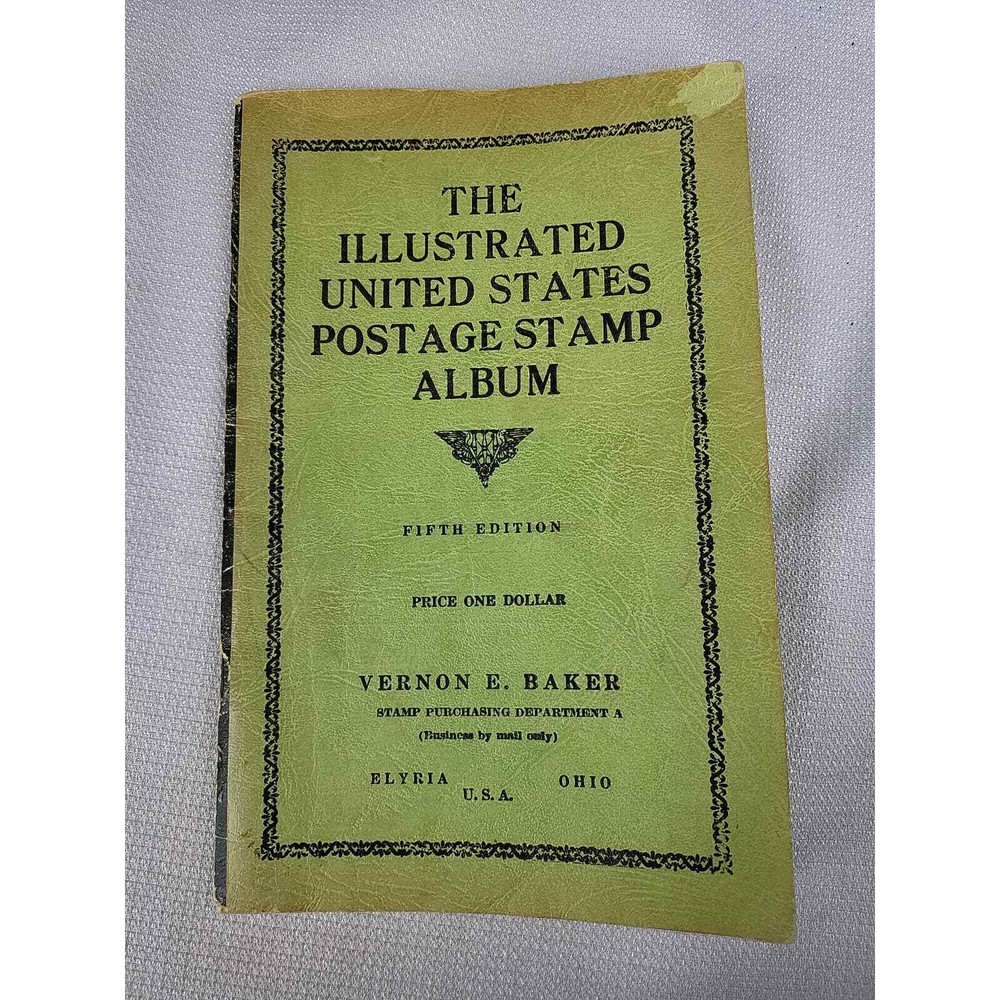 THE
ILLUSTRATED
UNITED STATES
POSTAGE STAMP
ALBUM
FIFTH EDITION
PRICE ONE DOLLAR
VERNON E. BAKER
STAMP PURCHASING DEPARTMENT A
(Business by mail only)
ELYRIA OHIO
U.S.A.